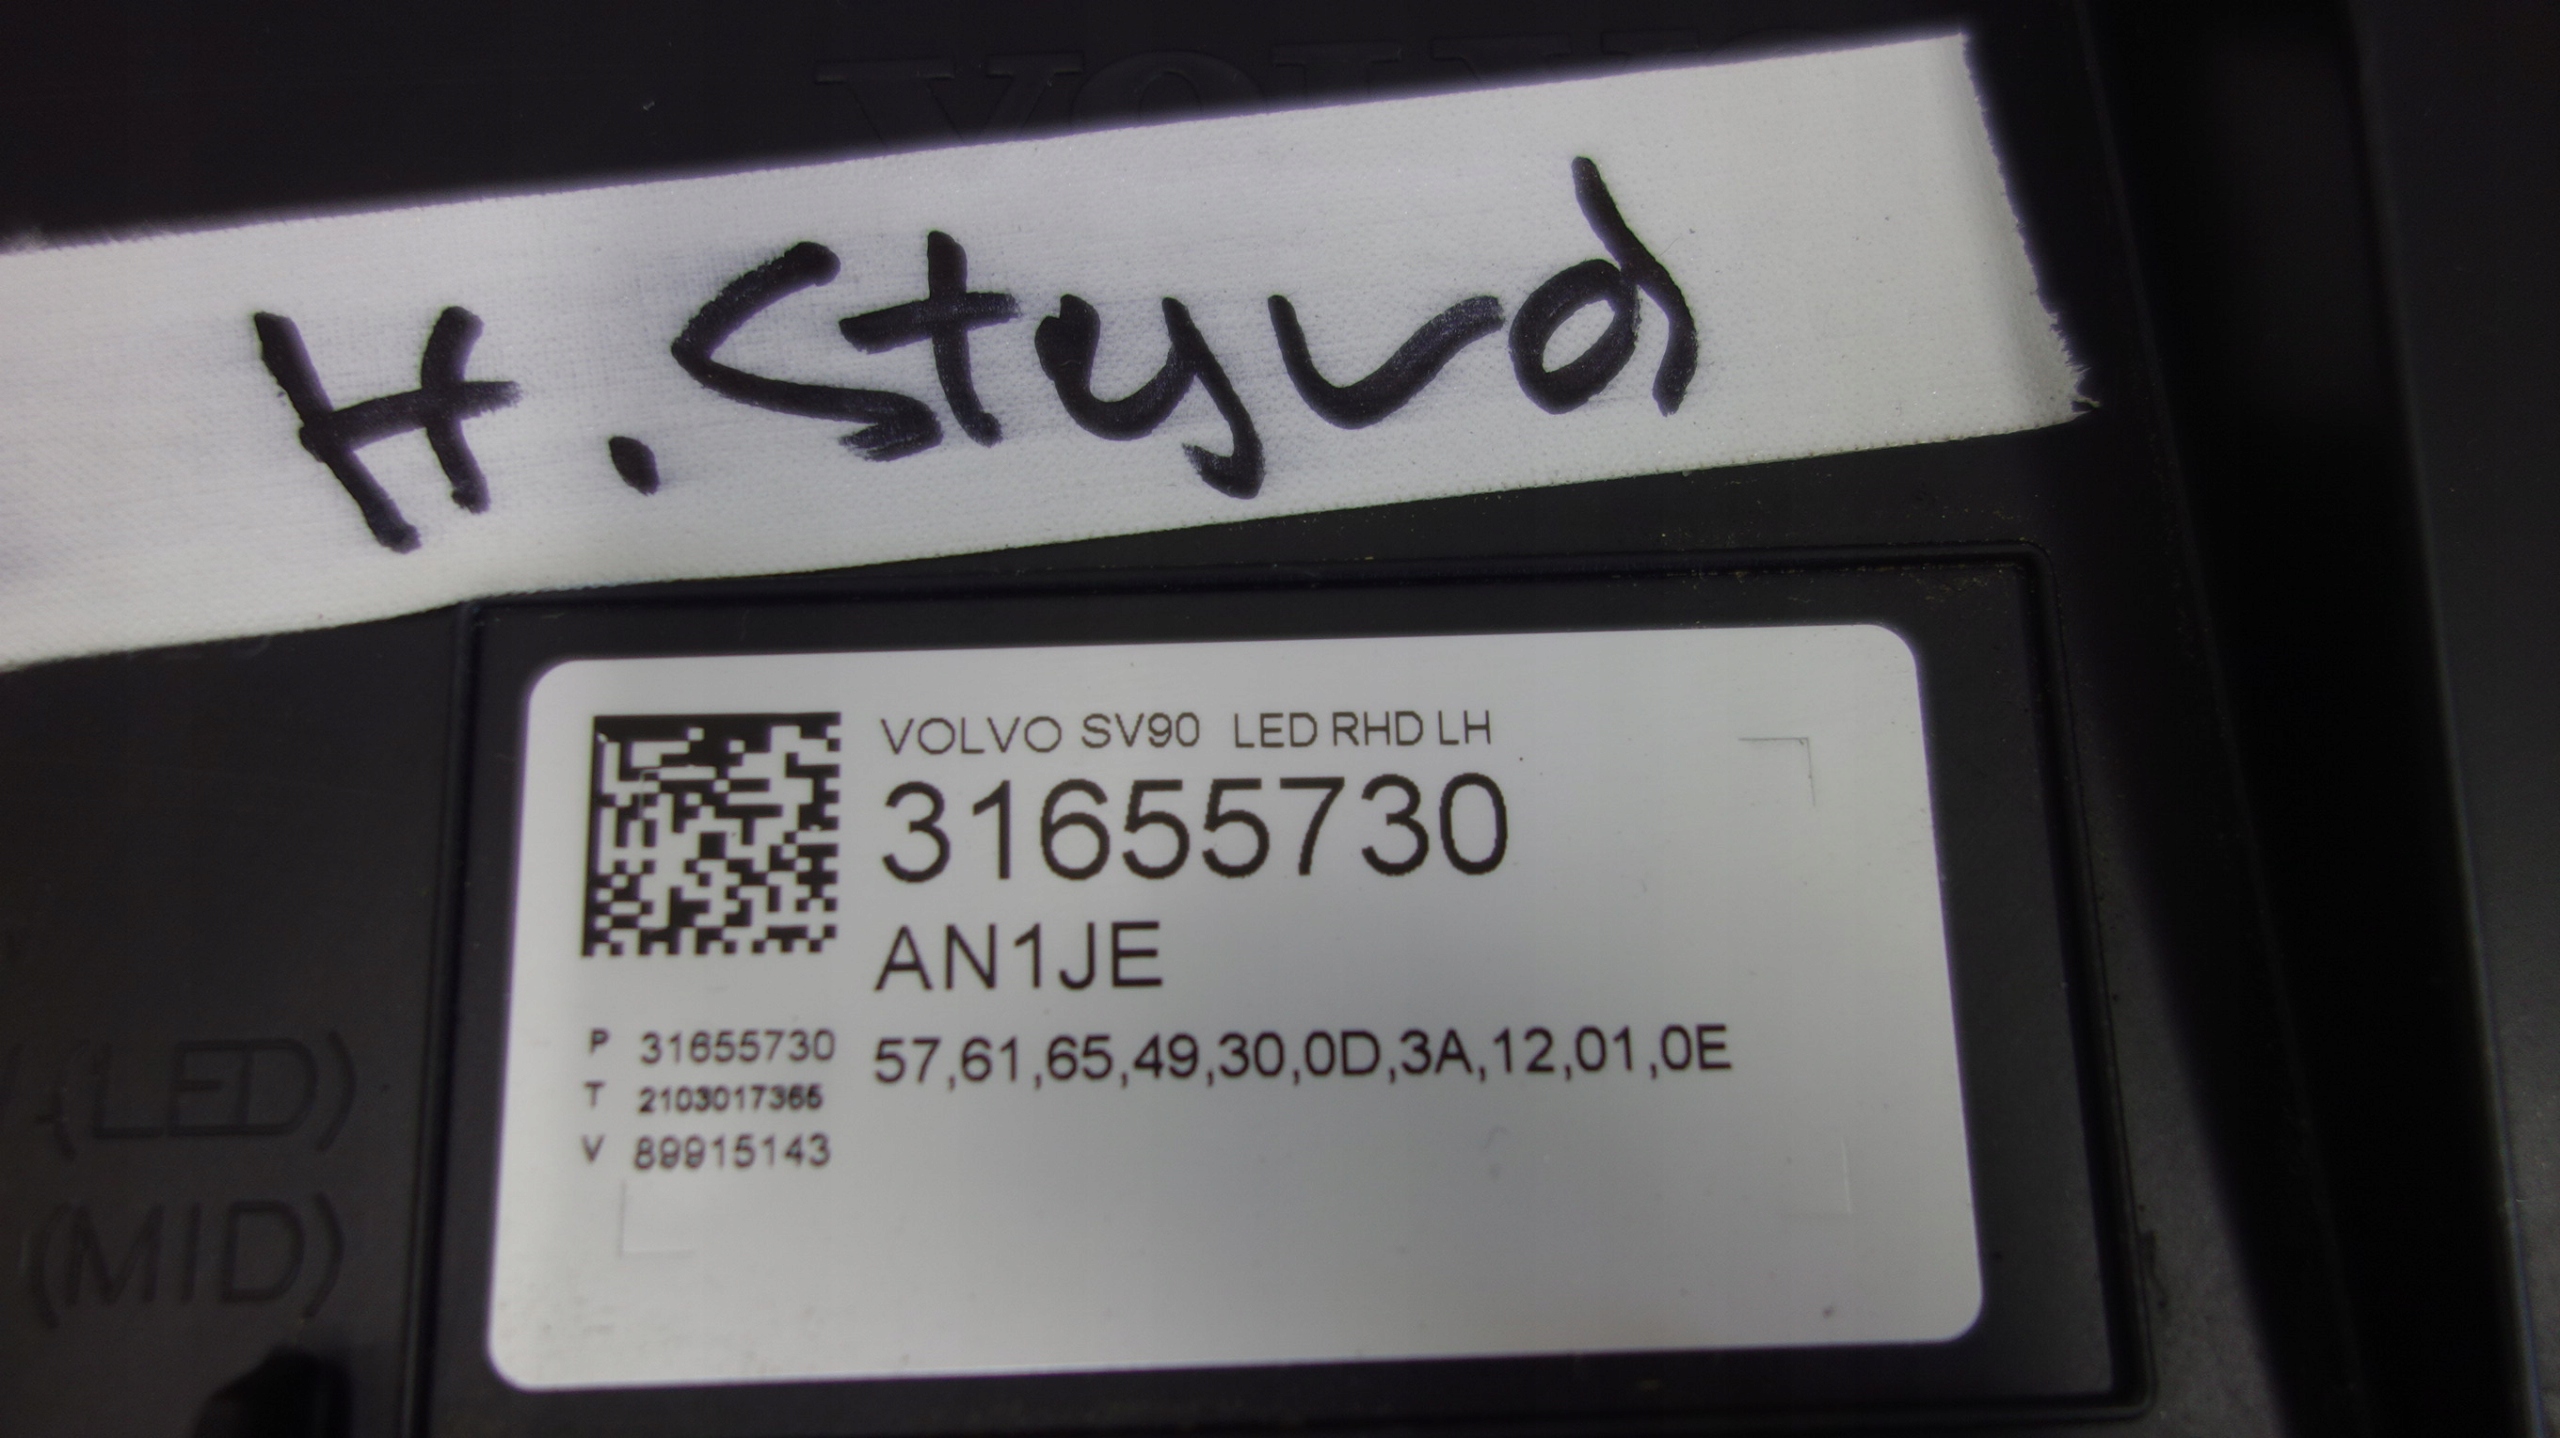 VOLVO
H. Styrd
VOLVO SV90 LED RHD LH
31655730
AN1JE
P 31655730
57,61,65,49,30,0D,3A,12,01,0E
T 2103017365
V 89915143
(LED)
(MID)